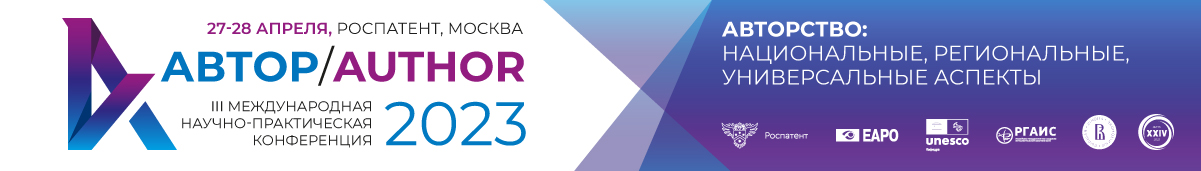 27-28 АПРЕЛЯ, РОСПАТЕНТ, МОСКВА
АВТОР/AUTHOR
III МЕЖДУНАРОДНАЯ
НАУЧНО-ПРАКТИЧЕСКАЯ
КОНФЕРЕНЦИЯ
2023
АВТОРСТВО:
НАЦИОНАЛЬНЫЕ, РЕГИОНАЛЬНЫЕ,
УНИВЕРСАЛЬНЫЕ АСПЕКТЫ
Роспатент
EAPO
unesco
РГАИС
XXIV